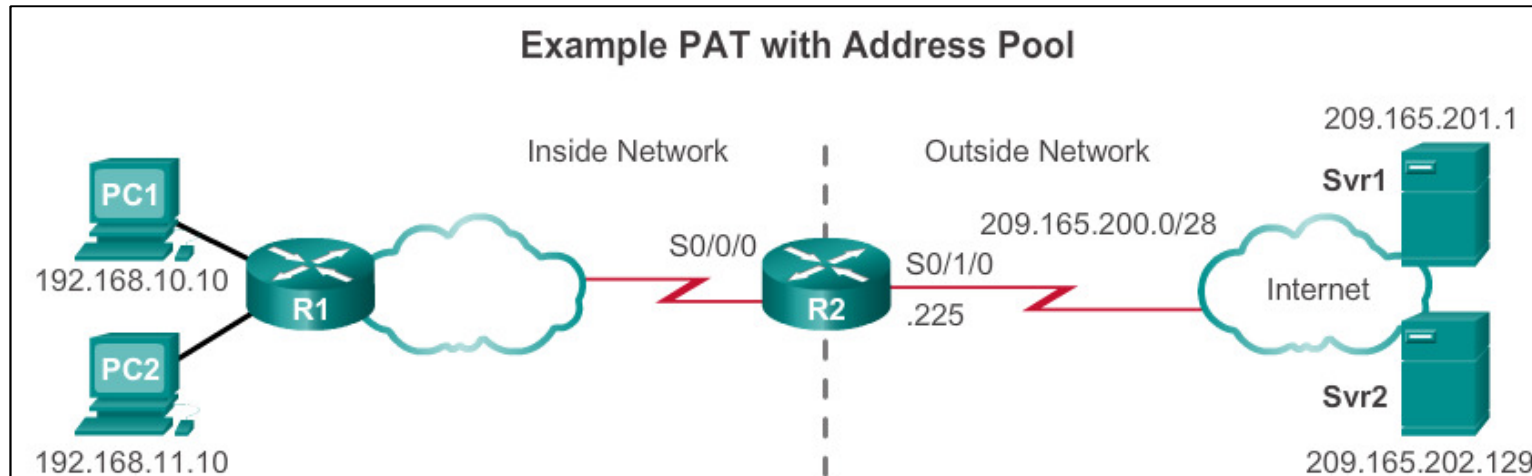 Example PAT with Address Pool
209.165.201.1
Inside Network
Outside Network
PC1
Svr1
209.165.200.0/28
S0/0/0
S0/1/0
192.168.10.10
R1
R2
Internet
.225
PC2
Svr2
192.168.11.10
209.165.202.129